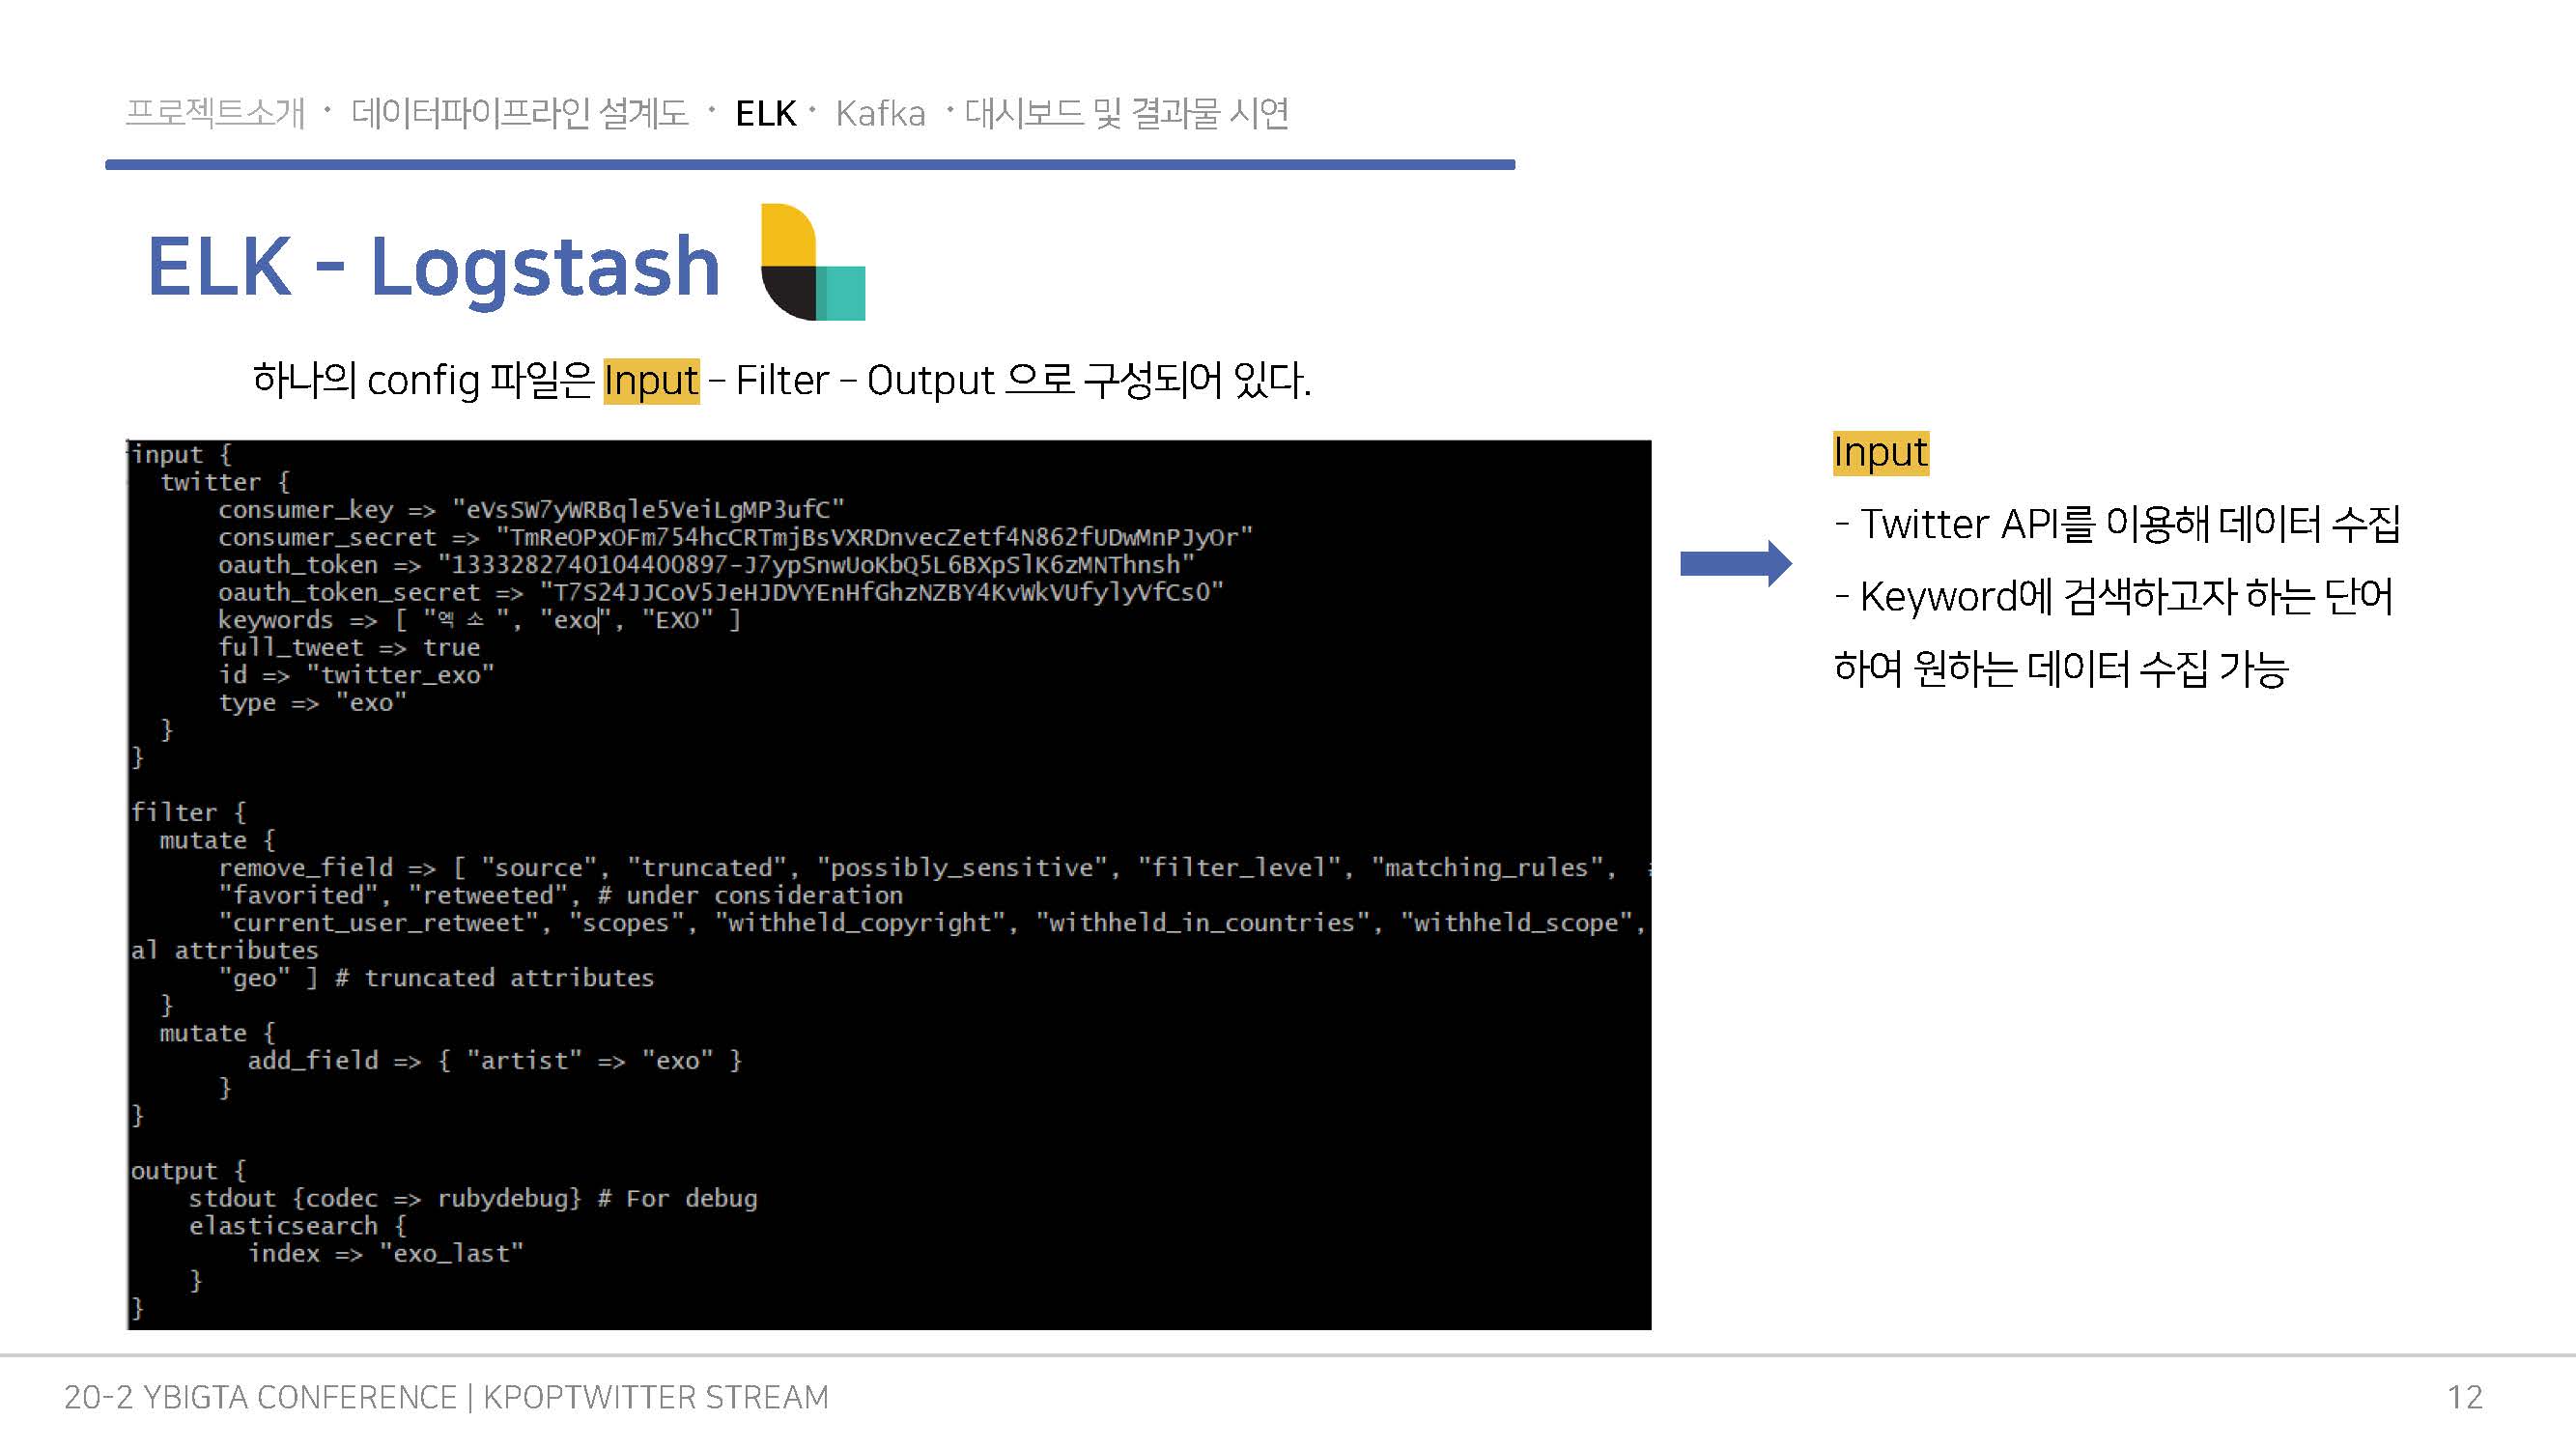 프로젝트소개 · 데이터파이프라인 설계도 · ELK · Kafka · 대시보드 및 결과물 시연
ELK - Logstash
하나의 config 파일은 Input – Filter – Output 으로 구성되어 있다.
input {
  twitter {
      consumer_key => "eVsSW7yWRBqle5VeiLgMP3ufC"
      consumer_secret => "TmReOPxOFm754hcCRTmjBsVXRDnvecZetf4N862fUDwMnPJyOr"
      oauth_token => "1333282740104400897-J7ypSnwUoKbQ5L6BXpSlK6zMNThnsh"
      oauth_token_secret => "T7S24JJCoV5JeHJDVYEnHfGhzNZBY4KvWkVUfylyVfCs0"
      keywords => [ "엑 소 ", "exo", "EXO" ]
      full_tweet => true
      id => "twitter_exo"
      type => "exo"
  }
}
filter {
  mutate {
      remove_field => [ "source", "truncated", "possibly_sensitive", "filter_level", "matching_rules",  #
      "favorited", "retweeted", # under consideration
      "current_user_retweet", "scopes", "withheld_copyright", "withheld_in_countries", "withheld_scope",
al attributes
      "geo" ] # truncated attributes
  }
  mutate {
        add_field => { "artist" => "exo" }
      }
}
output {
    stdout {codec => rubydebug} # For debug
    elasticsearch {
        index => "exo_last"
    }
}
Input
- Twitter API를 이용해 데이터 수집
- Keyword에 검색하고자 하는 단어
하여 원하는 데이터 수집 가능
20-2 YBIGTA CONFERENCE | KPOPTWITTER STREAM
12